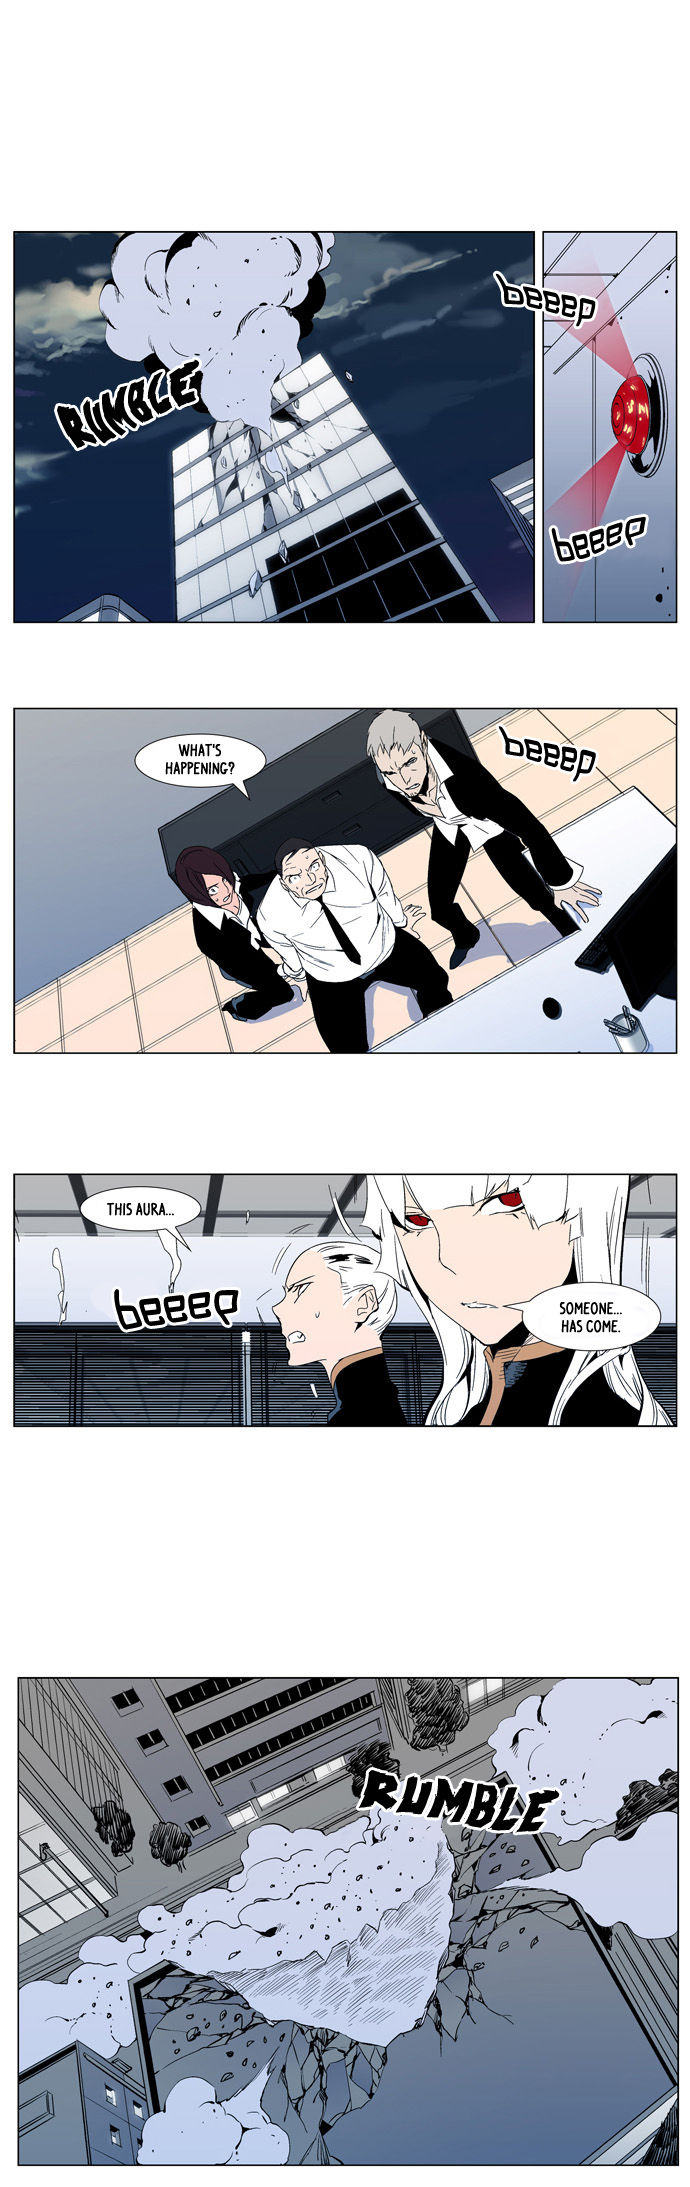 RUMBLE
beeep
beeep
WHAT'S
HAPPENING?
beeep
THIS AURA...
beeep
SOMEONE...
HAS COME.
RUMBLE